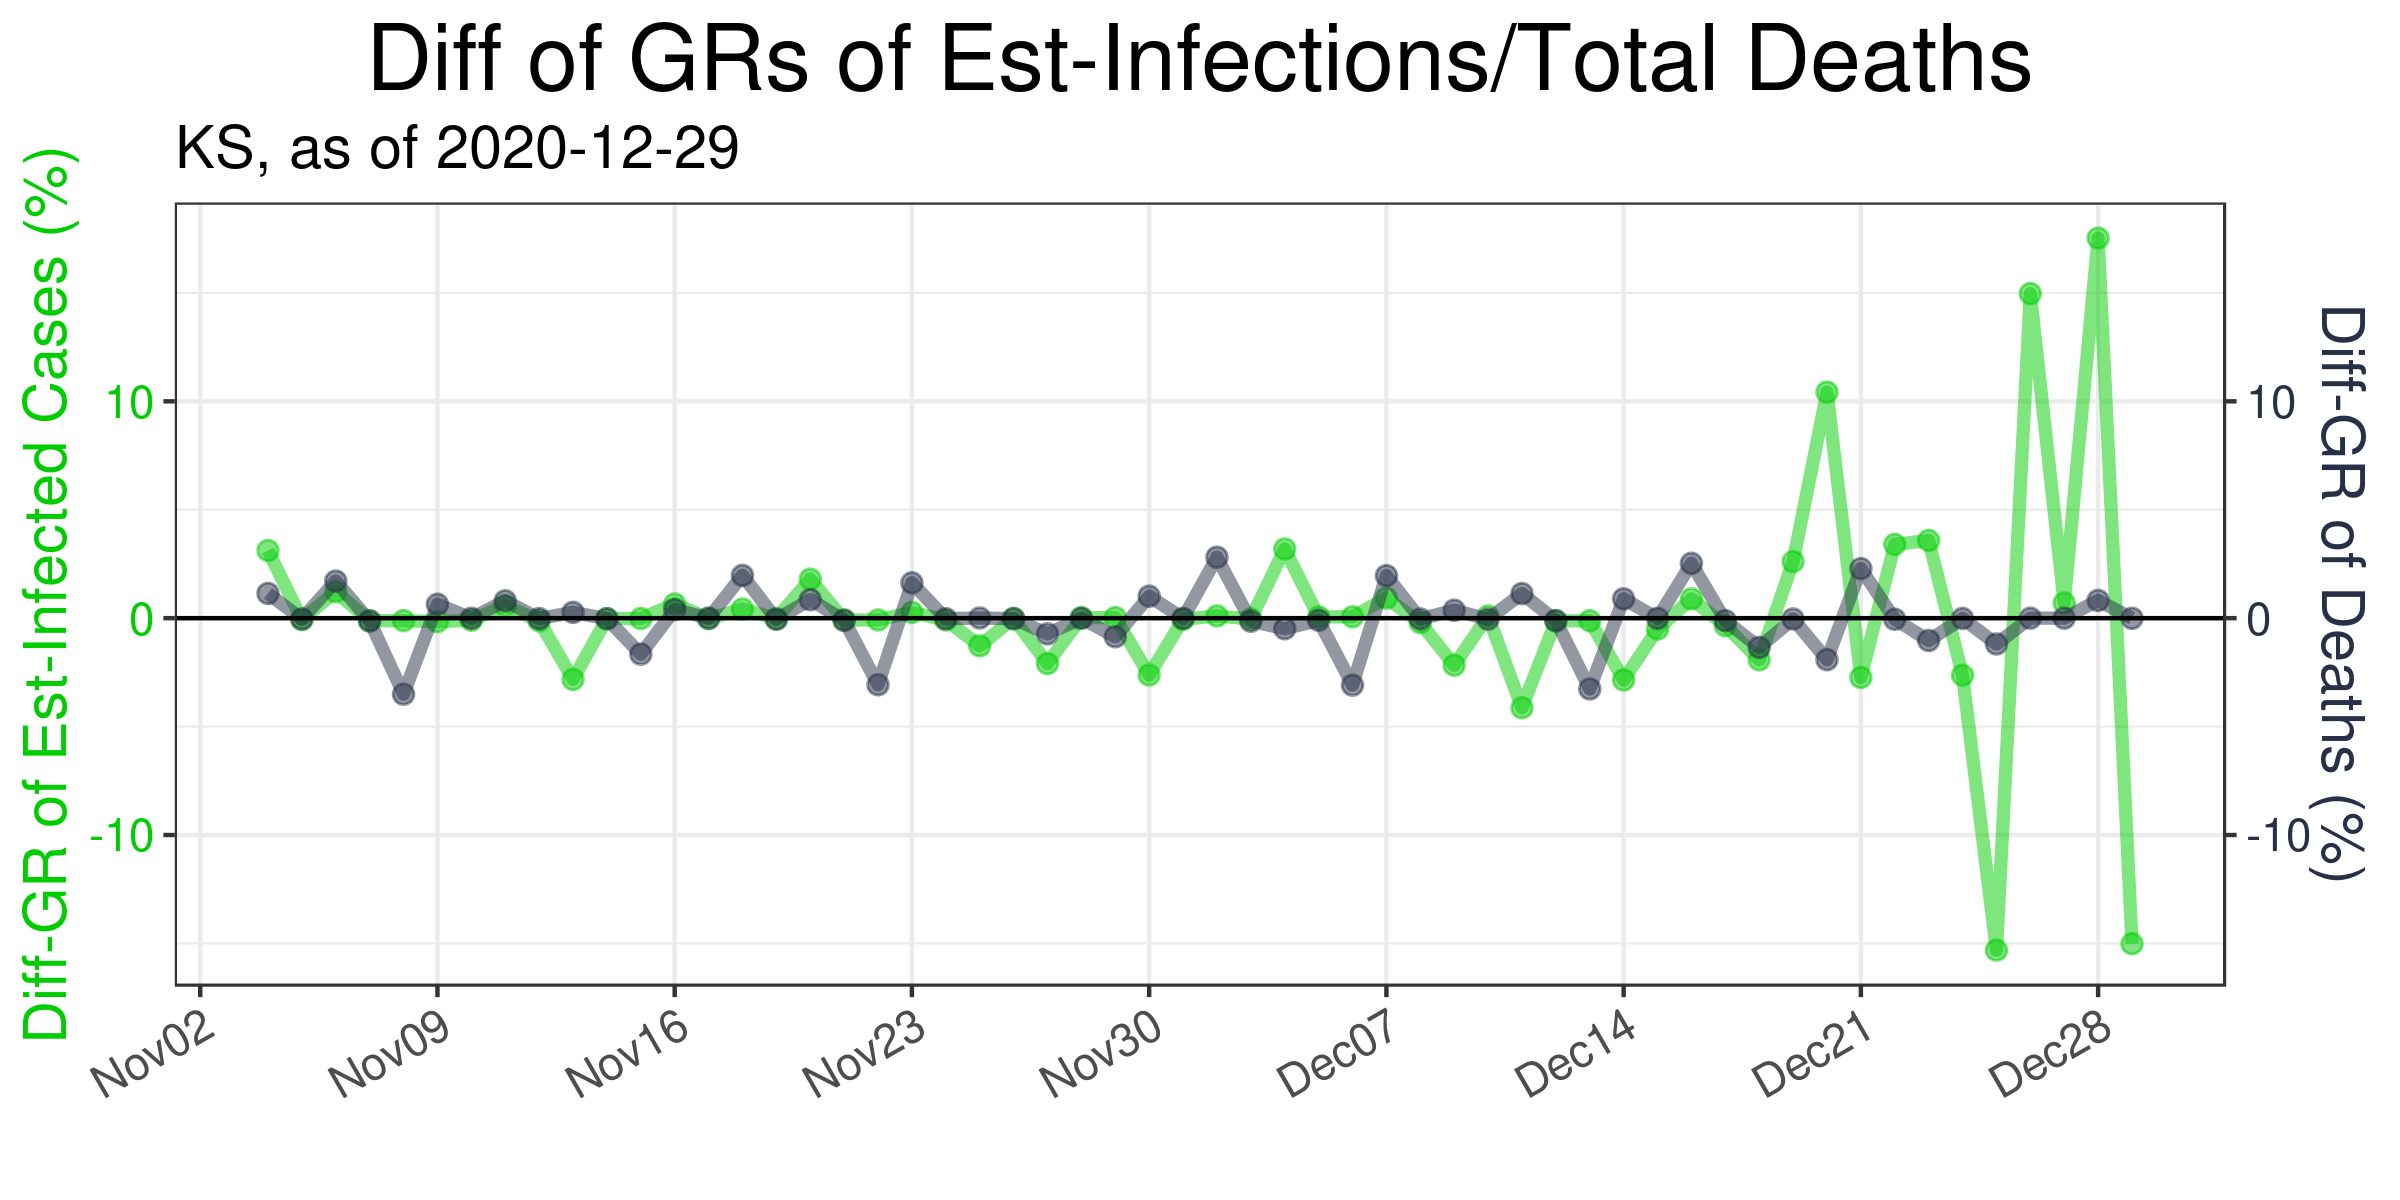 Diff of GRs of Est-Infections/Total Deaths
KS, as of 2020-12-29
Diff-GR of Est-Infected Cases (%)
10
0
-10
10
0
-10
Diff-GR of Deaths (%)
Nov02
Nov09
Nov16
Nov23
Nov30
Dec07
Dec14
Dec21
Dec28